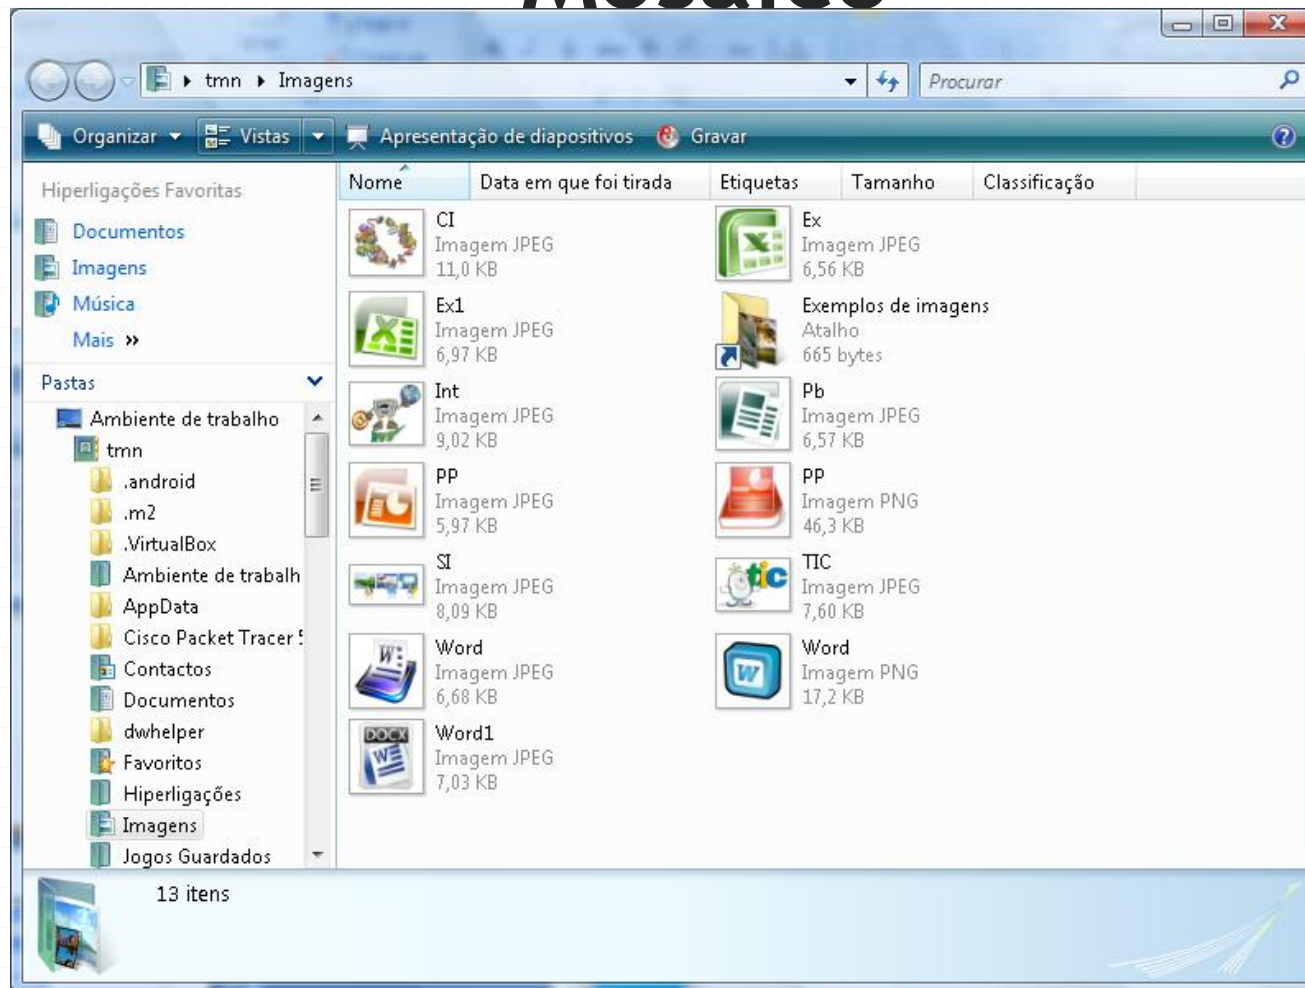 Mosaico
tmn Imagens
Procurar
Organizar Vistas Apresentação de diapositivos Gravar
Hiperligações Favoritas
Documentos
Imagens
Música
Mais »
Pastas
Ambiente de trabalho
tmn
.android
.m2
.VirtualBox
Ambiente de trabalh
AppData
Cisco Packet Tracer 5
Contactos
Documentos
dwhelper
Favoritos
Hiperligações
Imagens
Jogos Guardados
Nome Data em que foi tirada Etiquetas Tamanho Classificação
CI
Imagem JPEG
11,0 KB
Ex
Imagem JPEG
6,56 KB
Ex1
Imagem JPEG
6,97 KB
Exemplos de imagens
Atalho
665 bytes
Int
Imagem JPEG
9,02 KB
Pb
Imagem JPEG
6,57 KB
PP
Imagem JPEG
5,97 KB
PP
Imagem PNG
46,3 KB
SI
Imagem JPEG
8,09 KB
tic
TIC
Imagem JPEG
7,60 KB
W
Word
Imagem JPEG
6,68 KB
W
Word
Imagem PNG
17,2 KB
DOCX
W
Word1
Imagem JPEG
7,03 KB
13 itens